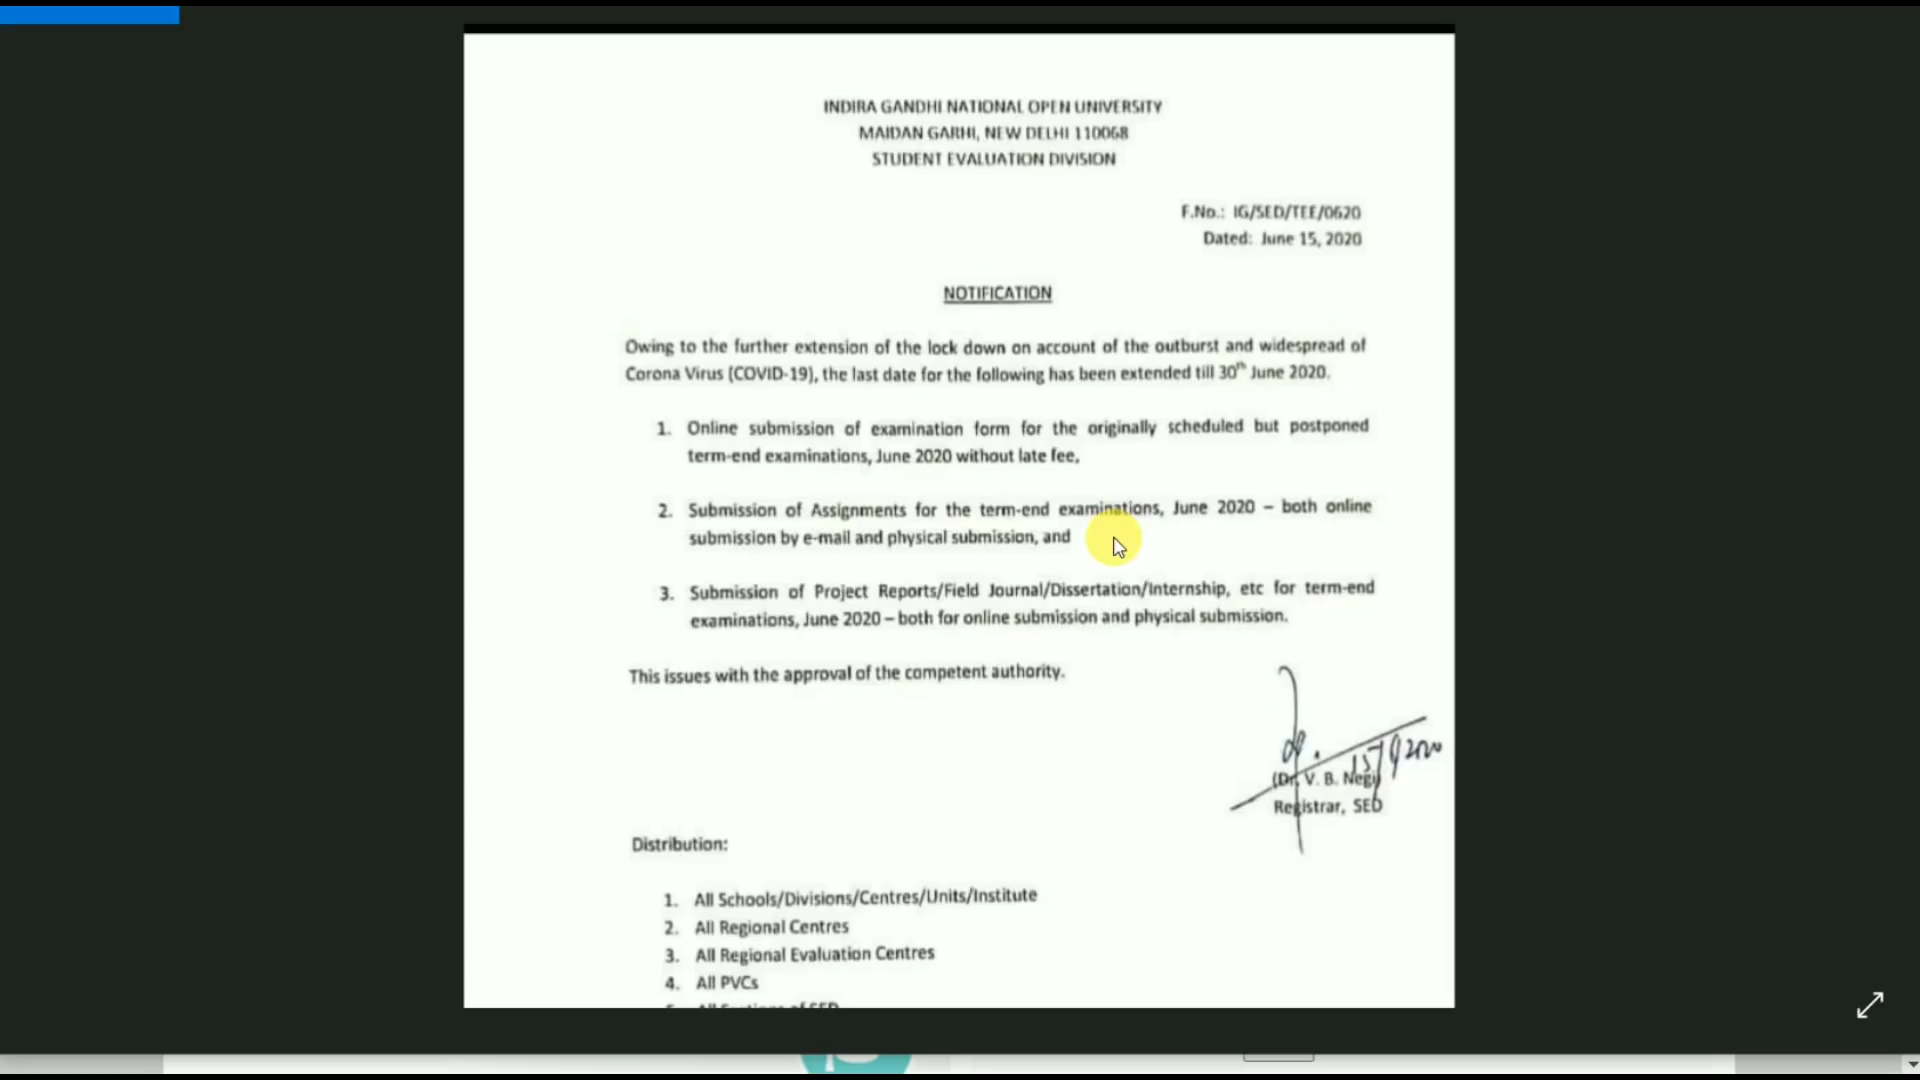 INDIRA GANDHI NATIONAL OPEN UNIVERSITY
MAIDAN GARHI, NEW DELHI 110068
STUDENT EVALUATION DIVISION
F.No.: IG/SED/TEE/0620
Dated: June 15, 2020
NOTIFICATION
Owing to the further extension of the lock down on account of the outburst and widespread of
Corona Virus (COVID-19), the last date for the following has been extended till 30th June 2020.
1. Online submission of examination form for the originally scheduled but postponed
term-end examinations, June 2020 without late fee,
2. Submission of Assignments for the term-end examinations, June 2020 – both online
submission by e-mail and physical submission, and
3. Submission of Project Reports/Field Journal/Dissertation/Internship, etc for term-end
examinations, June 2020 – both for online submission and physical submission.
This issues with the approval of the competent authority.
(Dr. V. B. Negi)
Registrar, SED
Distribution:
1. All Schools/Divisions/Centres/Units/Institute
2. All Regional Centres
3. All Regional Evaluation Centres
4. All PVCs